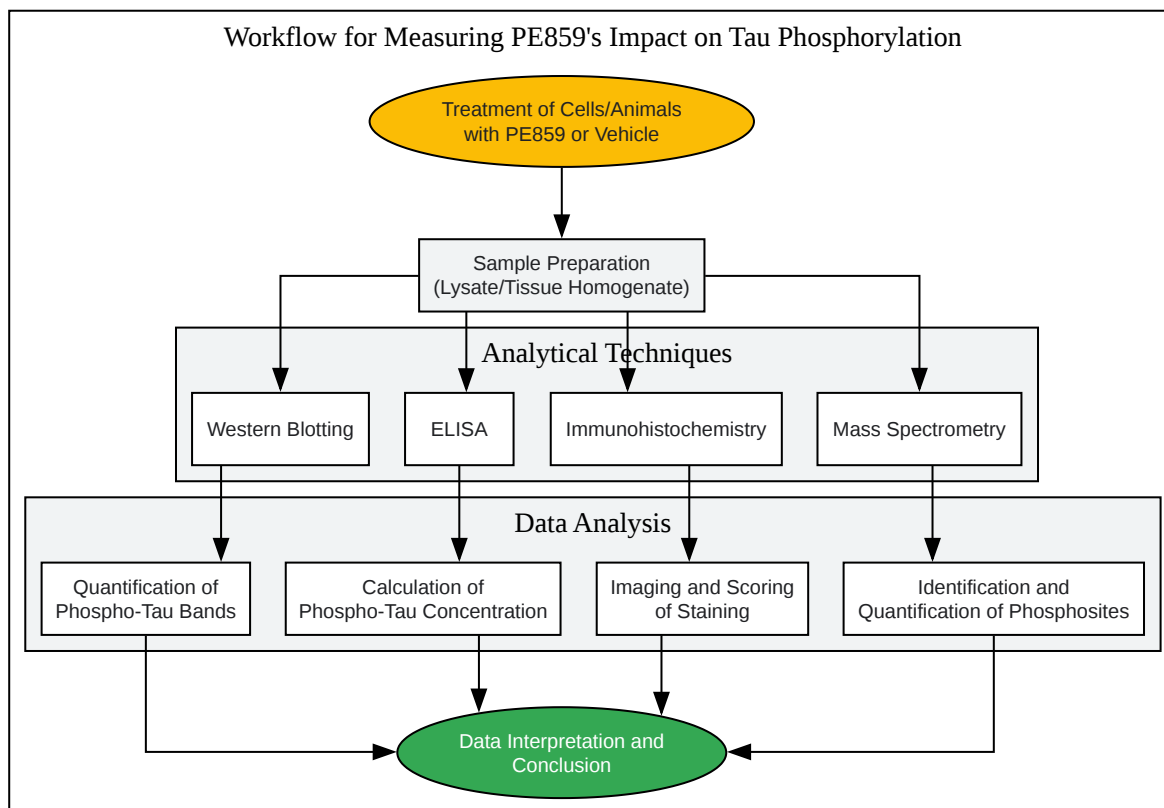 Workflow for Measuring PE859's Impact on Tau Phosphorylation
Treatment of Cells/Animals
with PE859 or Vehicle
Sample Preparation
(Lysate/Tissue Homogenate)
Analytical Techniques
Western Blotting
ELISA
Immunohistochemistry
Mass Spectrometry
Data Analysis
Quantification of
Phospho-Tau Bands
Calculation of
Phospho-Tau Concentration
Imaging and Scoring
of Staining
Identification and
Quantification of Phosphosites
Data Interpretation and
Conclusion